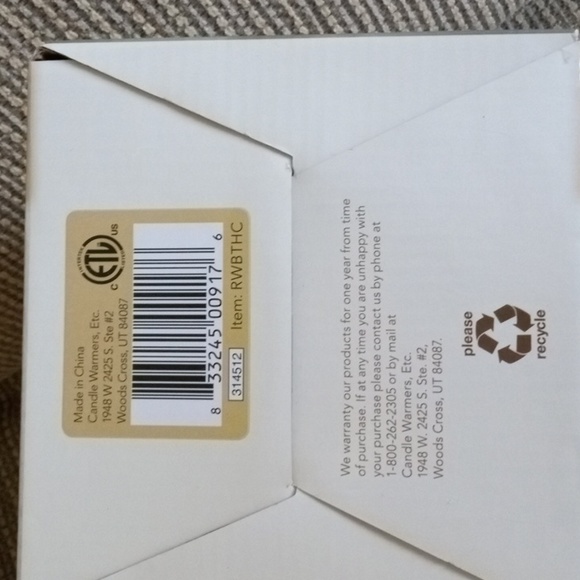 Made in China
Candle Warmers, Etc.
1948 W 2425 S Ste #2
Woods Cross, UT 84087
INTERTEK
C ETL US
LISTED
8 33245 00917 6
314512 Item: RWBTHC
We warranty our products for one year from time
of purchase. If at any time you are unhappy with
your purchase please contact us by phone at
1-800-262-2305 or by mail at
Candle Warmers, Etc.
1948 W. 2425 S. Ste. #2,
Woods Cross, UT 84087.
please
recycle